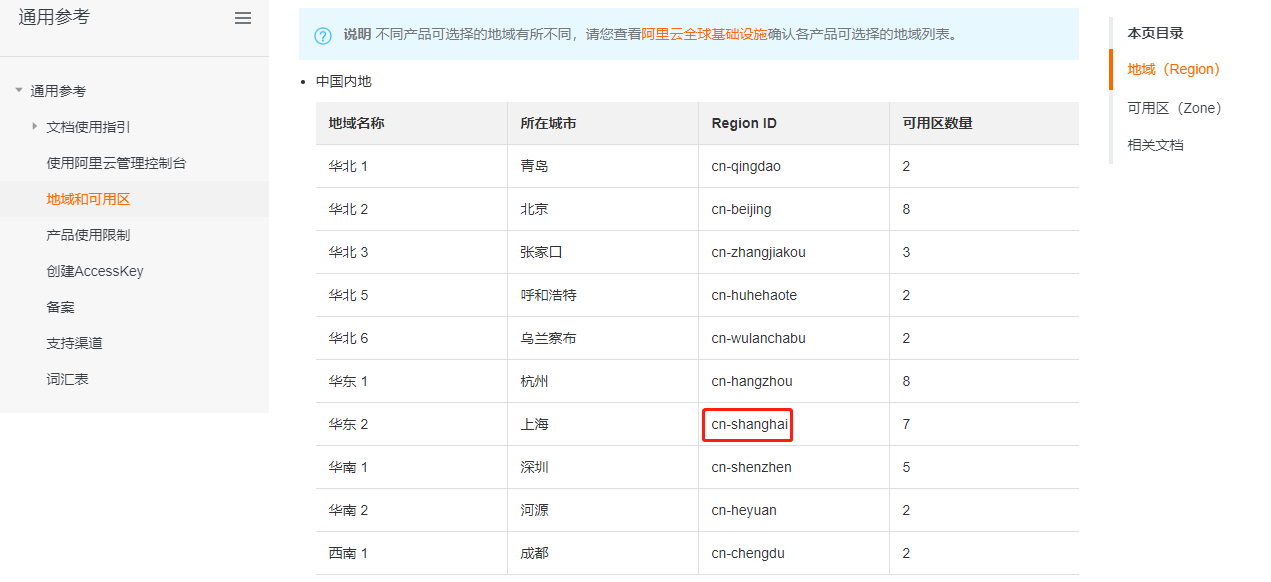 通用参考
通用参考
文档使用指引
使用阿里云管理控制台
地域和可用区
产品使用限制
创建AccessKey
备案
支持渠道
词汇表
说明 不同产品可选择的地域有所不同，请您查看阿里云全球基础设施确认各产品可选择的地域列表。
中国内地
地域名称 所在城市 Region ID 可用区数量
华北 1 青岛 cn-qingdao 2
华北 2 北京 cn-beijing 8
华北 3 张家口 cn-zhangjiakou 3
华北 5 呼和浩特 cn-huhehaote 2
华北 6 乌兰察布 cn-wulanchabu 2
华东 1 杭州 cn-hangzhou 8
华东 2 上海 cn-shanghai 7
华南 1 深圳 cn-shenzhen 5
华南 2 河源 cn-heyuan 2
西南 1 成都 cn-chengdu 2
本页目录
地域（Region）
可用区（Zone）
相关文档